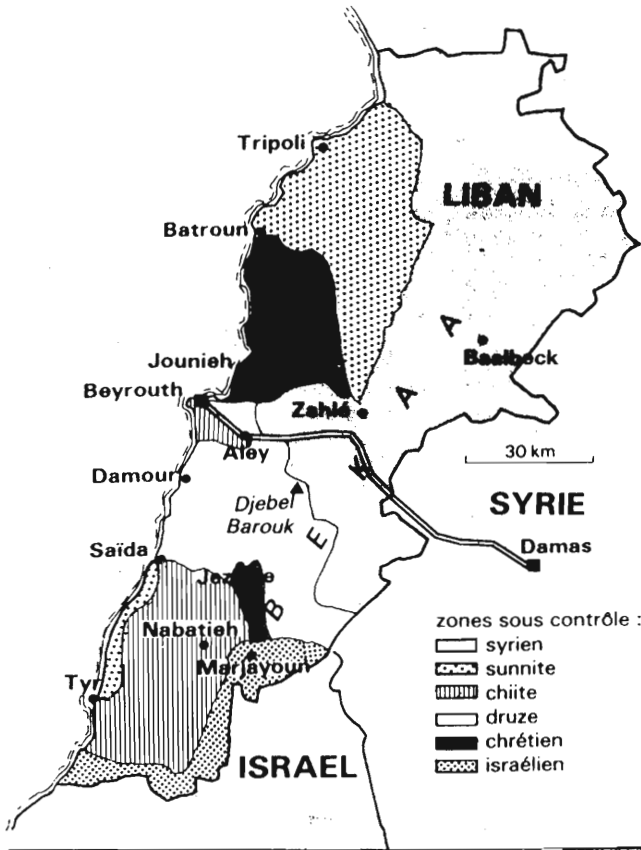 Tripoli
LIBAN
Batroun
Jounieh
Baalbeck
Beyrouth
Zahlé
Aley
30 km
Damour
Djebel
Barouk
SYRIE
B E K A A
Damas
Saïda
Nabatieh
Marjayoun
Tyr
ISRAEL
zones sous contrôle :
syrien
sunnite
chiite
druze
chrétien
israélien